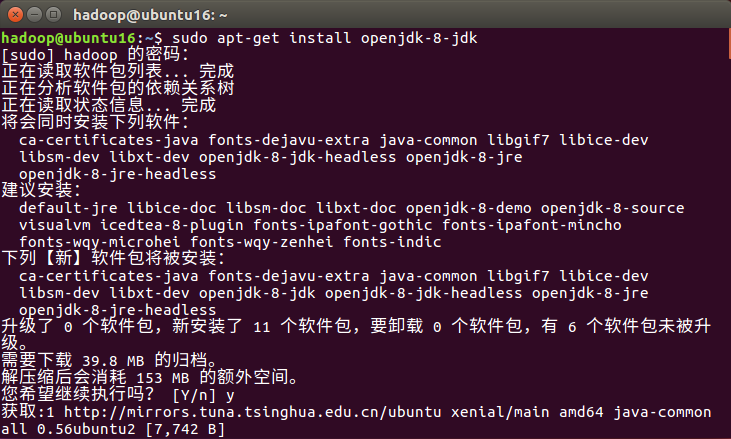 hadoop@ubuntu16: ~
hadoop@ubuntu16:~$ sudo apt-get install openjdk-8-jdk
[sudo] hadoop 的密码：
正在读取软件包列表... 完成
正在分析软件包的依赖关系树
正在读取状态信息... 完成
将会同时安装下列软件：
  ca-certificates-java fonts-dejavu-extra java-common libgif7 libice-dev
  libsm-dev libxt-dev openjdk-8-jdk-headless openjdk-8-jre
  openjdk-8-jre-headless
建议安装：
  default-jre libice-doc libsm-doc libxt-doc openjdk-8-demo openjdk-8-source
  visualvm icedtea-8-plugin fonts-ipafont-gothic fonts-ipafont-mincho
  fonts-wqy-microhei fonts-wqy-zenhei fonts-indic
下列【新】软件包将被安装：
  ca-certificates-java fonts-dejavu-extra java-common libgif7 libice-dev
  libsm-dev libxt-dev openjdk-8-jdk openjdk-8-jdk-headless openjdk-8-jre
  openjdk-8-jre-headless
升级了 0 个软件包，新安装了 11 个软件包，要卸载 0 个软件包，有 6 个软件包未被升
级。
需要下载 39.8 MB 的归档。
解压缩后会消耗 153 MB 的额外空间。
您希望继续执行吗？ [Y/n] y
获取:1 http://mirrors.tuna.tsinghua.edu.cn/ubuntu xenial/main amd64 java-common
all 0.56ubuntu2 [7,742 B]